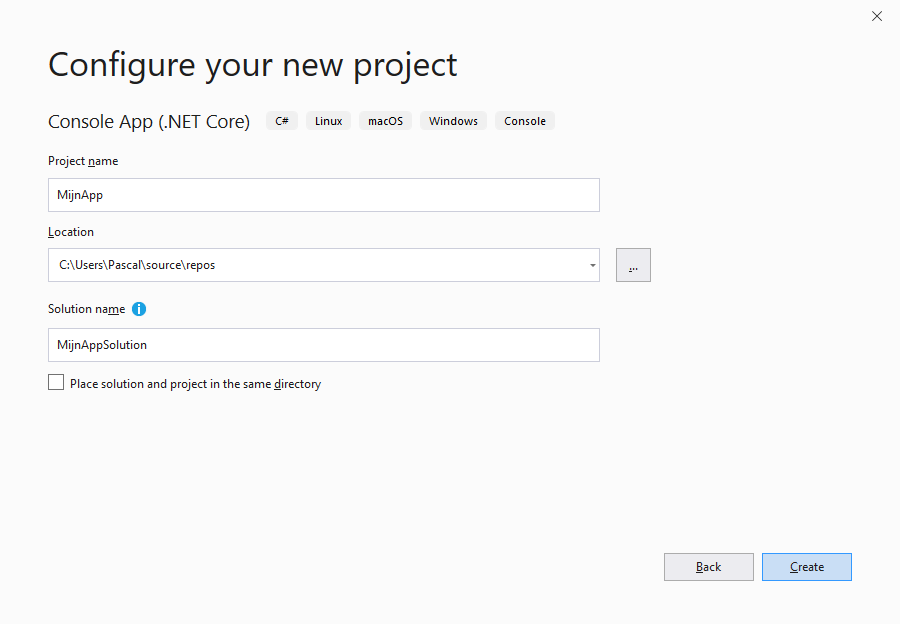 Configure your new project
Console App (.NET Core) C# Linux macOS Windows Console
Project name
MijnApp
Location
C:\Users\Pascal\source\repos
...
Solution name
MijnAppSolution
Place solution and project in the same directory
Back Create